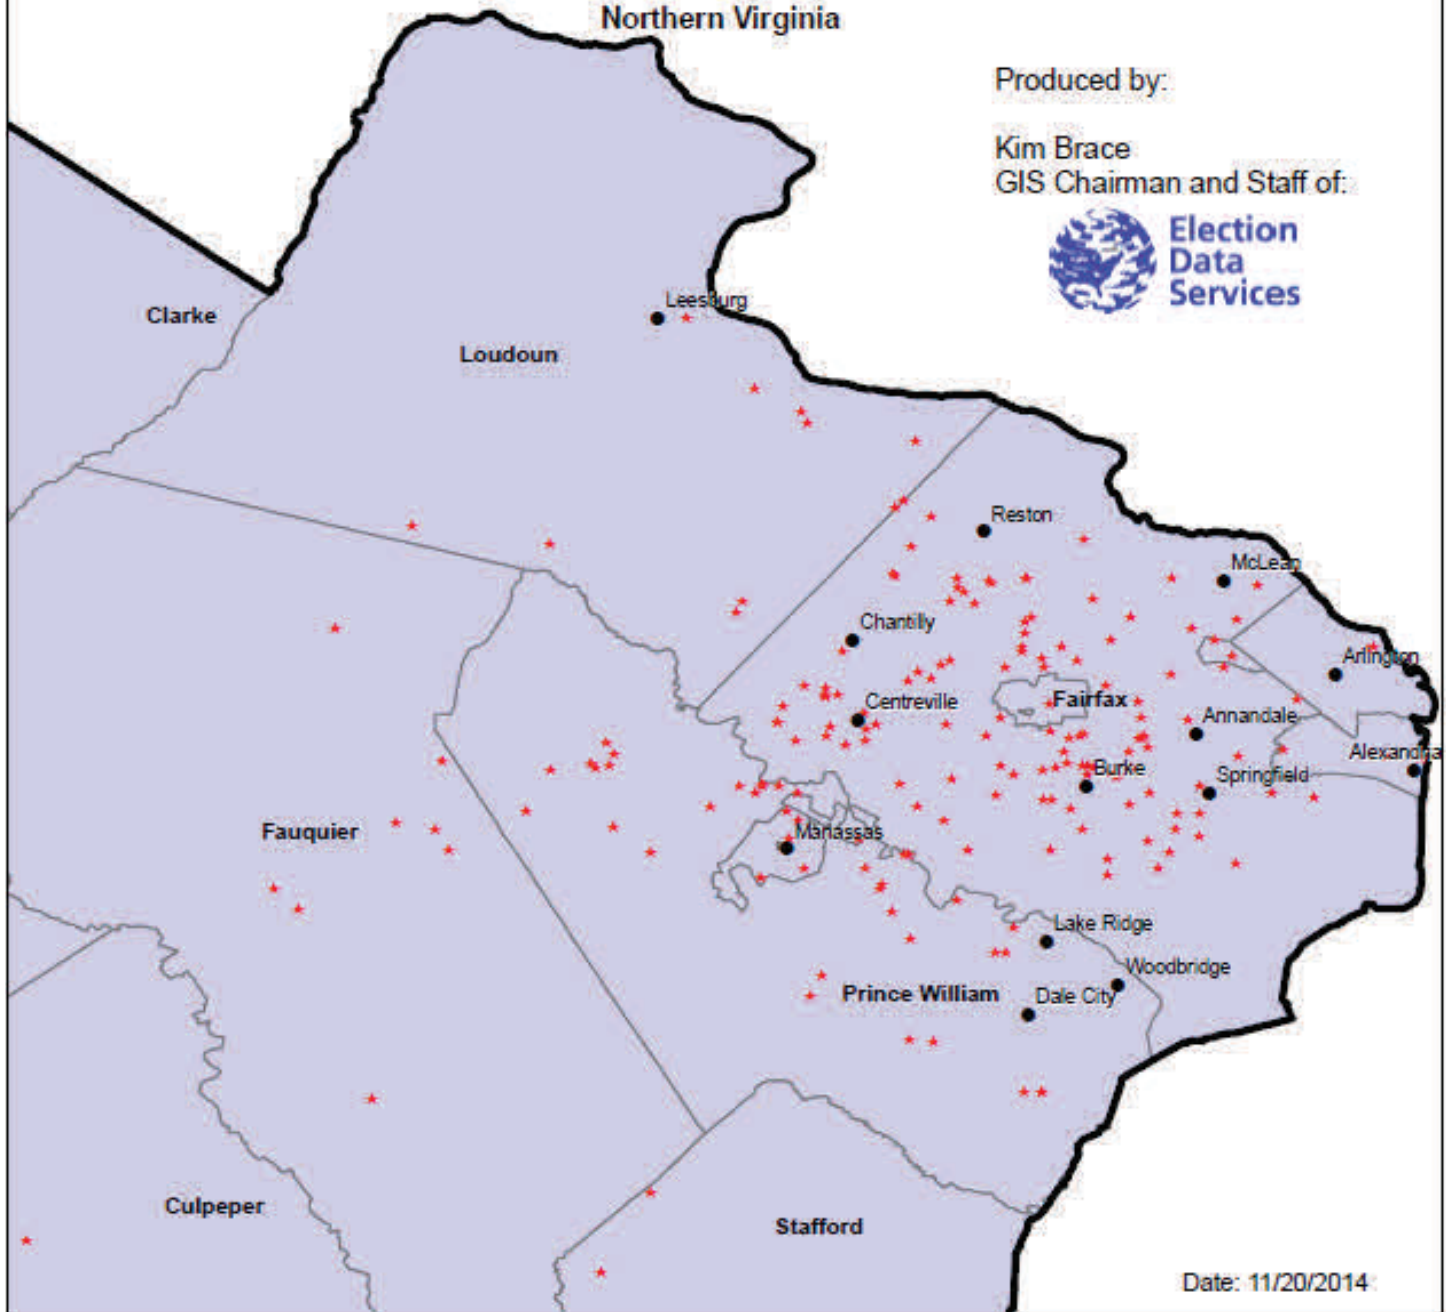 Northern Virginia
Produced by:
Kim Brace
GIS Chairman and Staff of:
Election
Data
Services
Leesburg
Clarke
Loudoun
Reston
McLean
Chantilly
Arlington
Centreville
Fairfax
Annandale
Alexandria
Burke
Springfield
Fauquier
Manassas
Lake Ridge
Woodbridge
Prince William
Dale City
Culpeper
Stafford
Date: 11/20/2014